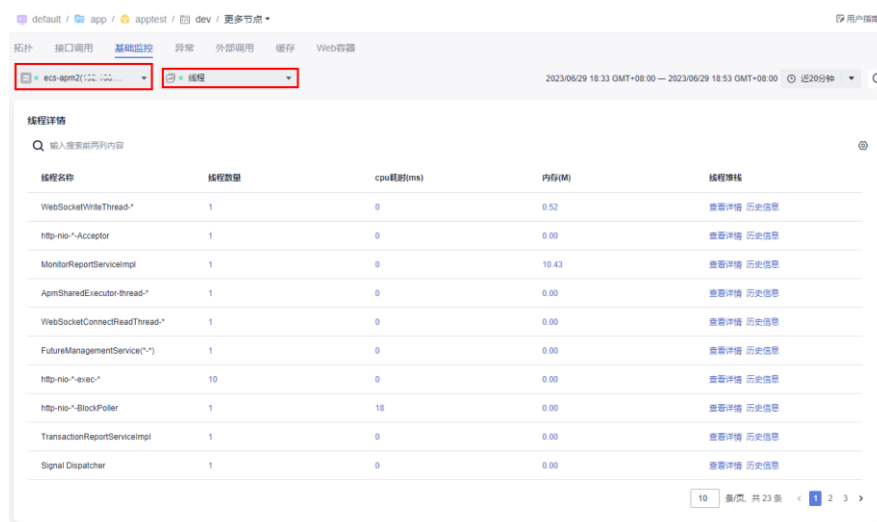 default / app / apptest / dev / 更多节点
用户指南
拓扑 接口调用 基础监控 异常 外部调用 缓存 Web容器
ecs-apm2( 线程 2023/06/29 18:33 GMT+08:00 — 2023/06/29 18:53 GMT+08:00 近20分钟
线程详情
输入搜索前两列内容
线程名称 线程数量 cpu耗时(ms) 内存(M) 线程堆栈
WebSocketWriteThread-* 1 0 0.52 查看详情 历史信息
http-nio-*-Acceptor 1 0 0.00 查看详情 历史信息
MonitorReportServiceImpl 1 0 10.43 查看详情 历史信息
ApmSharedExecutor-thread-* 1 0 0.00 查看详情 历史信息
WebSocketConnectReadThread-* 1 0 0.00 查看详情 历史信息
FutureManagementService(*-*) 1 0 0.00 查看详情 历史信息
http-nio-*-exec-* 10 0 0.00 查看详情 历史信息
http-nio-*-BlockPoller 1 18 0.00 查看详情 历史信息
TransactionReportServiceImpl 1 0 0.00 查看详情 历史信息
Signal Dispatcher 1 0 0.00 查看详情 历史信息
10 条/页, 共 23 条 < 1 2 3 >